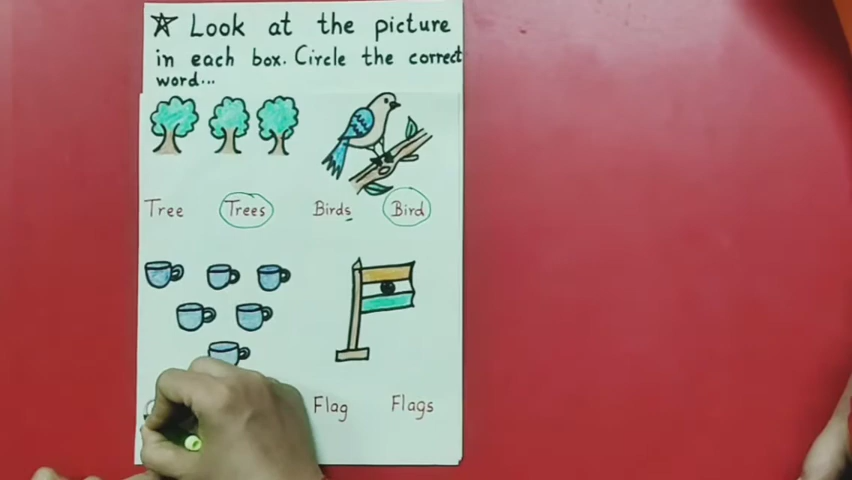 ☆ Look at the picture
in each box. Circle the correct
word...
Tree Trees Birds Bird
Flag Flags